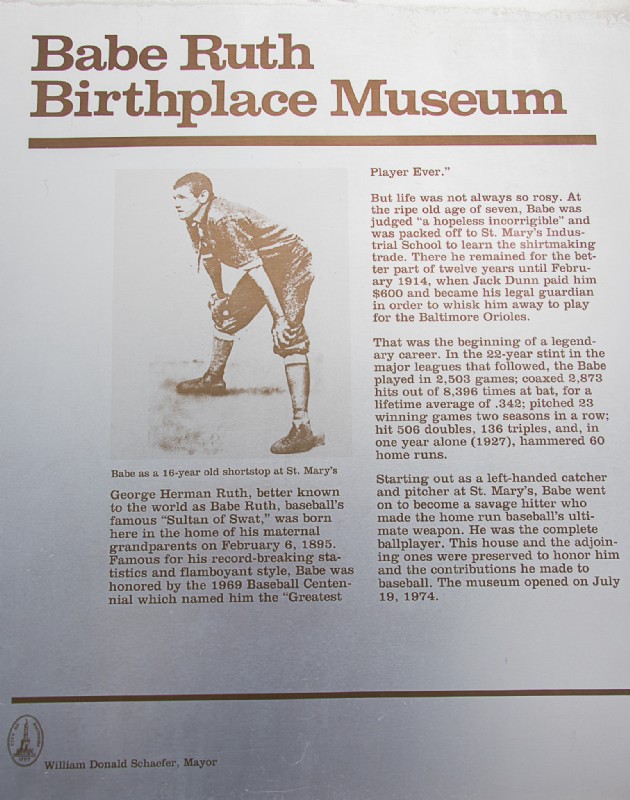 Babe Ruth
Birthplace Museum
Babe as a 16-year old shortstop at St. Mary's
George Herman Ruth, better known
to the world as Babe Ruth, baseball's
famous "Sultan of Swat," was born
here in the home of his maternal
grandparents on February 6, 1895.
Famous for his record-breaking sta-
tistics and flamboyant style, Babe was
honored by the 1969 Baseball Centen-
nial which named him the "Greatest
Player Ever."
But life was not always so rosy. At
the ripe old age of seven, Babe was
judged "a hopeless incorrigible" and
was packed off to St. Mary's Indus-
trial School to learn the shirtmaking
trade. There he remained for the bet-
ter part of twelve years until Febru-
ary 1914, when Jack Dunn paid him
$600 and became his legal guardian
in order to whisk him away to play
for the Baltimore Orioles.
That was the beginning of a legend-
ary career. In the 22-year stint in the
major leagues that followed, the Babe
played in 2,503 games; coaxed 2,873
hits out of 8,396 times at bat, for a
lifetime average of .342; pitched 23
winning games two seasons in a row;
hit 506 doubles, 136 triples, and, in
one year alone (1927), hammered 60
home runs.
Starting out as a left-handed catcher
and pitcher at St. Mary's, Babe went
on to become a savage hitter who
made the home run baseball's ulti-
mate weapon. He was the complete
ballplayer. This house and the adjoin-
ing ones were preserved to honor him
and the contributions he made to
baseball. The museum opened on July
19, 1974.
William Donald Schaefer, Mayor